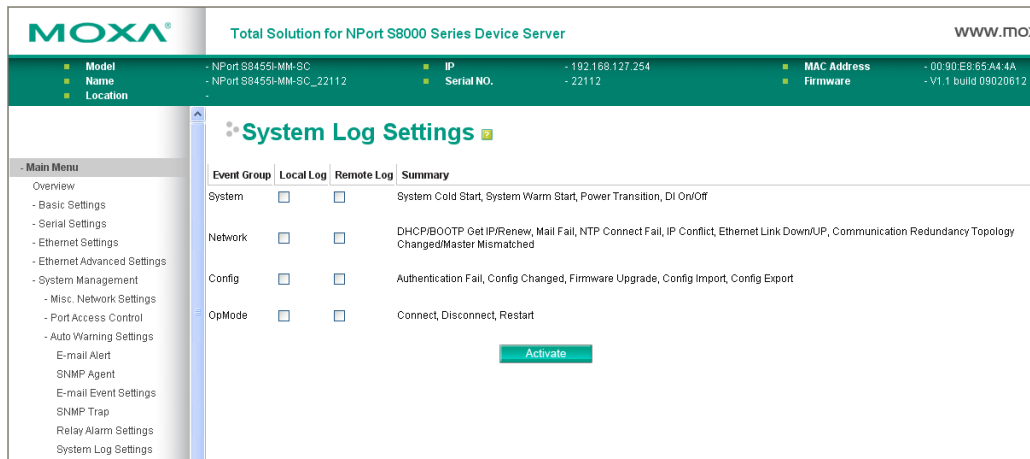 MOXA®
Total Solution for NPort S8000 Series Device Server
www.mo
Model - NPort S8455I-MM-SC IP - 192.168.127.254 MAC Address - 00:90:E8:65:A4:4A
Name - NPort S8455I-MM-SC_22112 Serial NO. - 22112 Firmware - V1.1 build 09020612
Location -
System Log Settings ?
- Main Menu
Overview
- Basic Settings
- Serial Settings
- Ethernet Settings
- Ethernet Advanced Settings
- System Management
- Misc. Network Settings
- Port Access Control
- Auto Warning Settings
E-mail Alert
SNMP Agent
E-mail Event Settings
SNMP Trap
Relay Alarm Settings
System Log Settings
Event Group Local Log Remote Log Summary
System System Cold Start, System Warm Start, Power Transition, DI On/Off
Network DHCP/BOOTP Get IP/Renew, Mail Fail, NTP Connect Fail, IP Conflict, Ethernet Link Down/UP, Communication Redundancy Topology
Changed/Master Mismatched
Config Authentication Fail, Config Changed, Firmware Upgrade, Config Import, Config Export
OpMode Connect, Disconnect, Restart
Activate